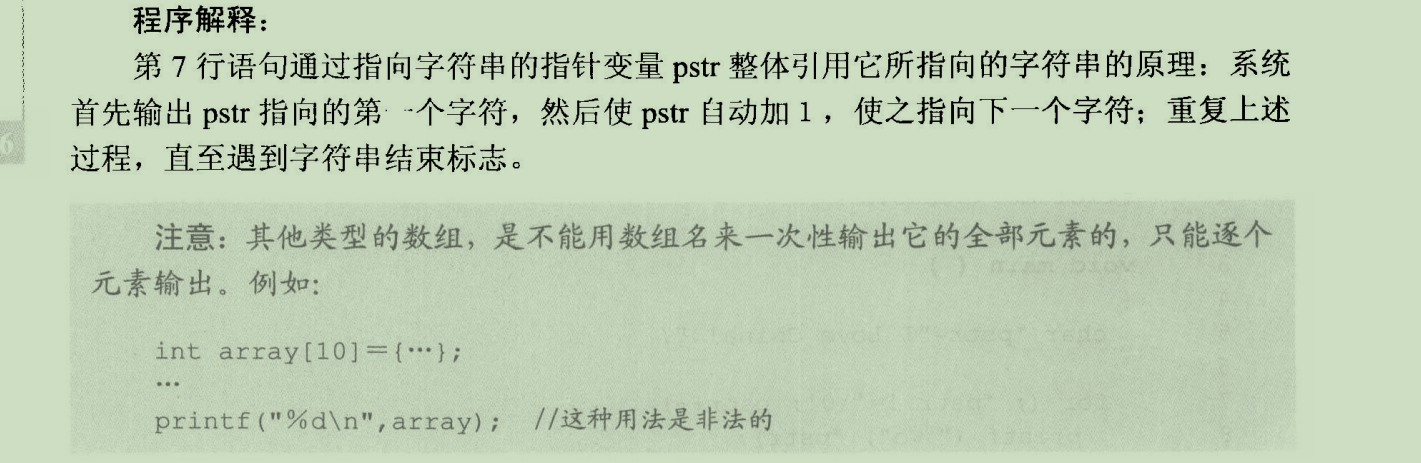 程序解释：
第 7 行语句通过指向字符串的指针变量 pstr 整体引用它所指向的字符串的原理：系统
首先输出 pstr 指向的第一个字符，然后使 pstr 自动加 1 ，使之指向下一个字符；重复上述
过程，直至遇到字符串结束标志。
6
注意：其他类型的数组，是不能用数组名来一次性输出它的全部元素的，只能逐个
元素输出。例如：
int array[10]={…};
…
printf("%d\n",array); //这种用法是非法的